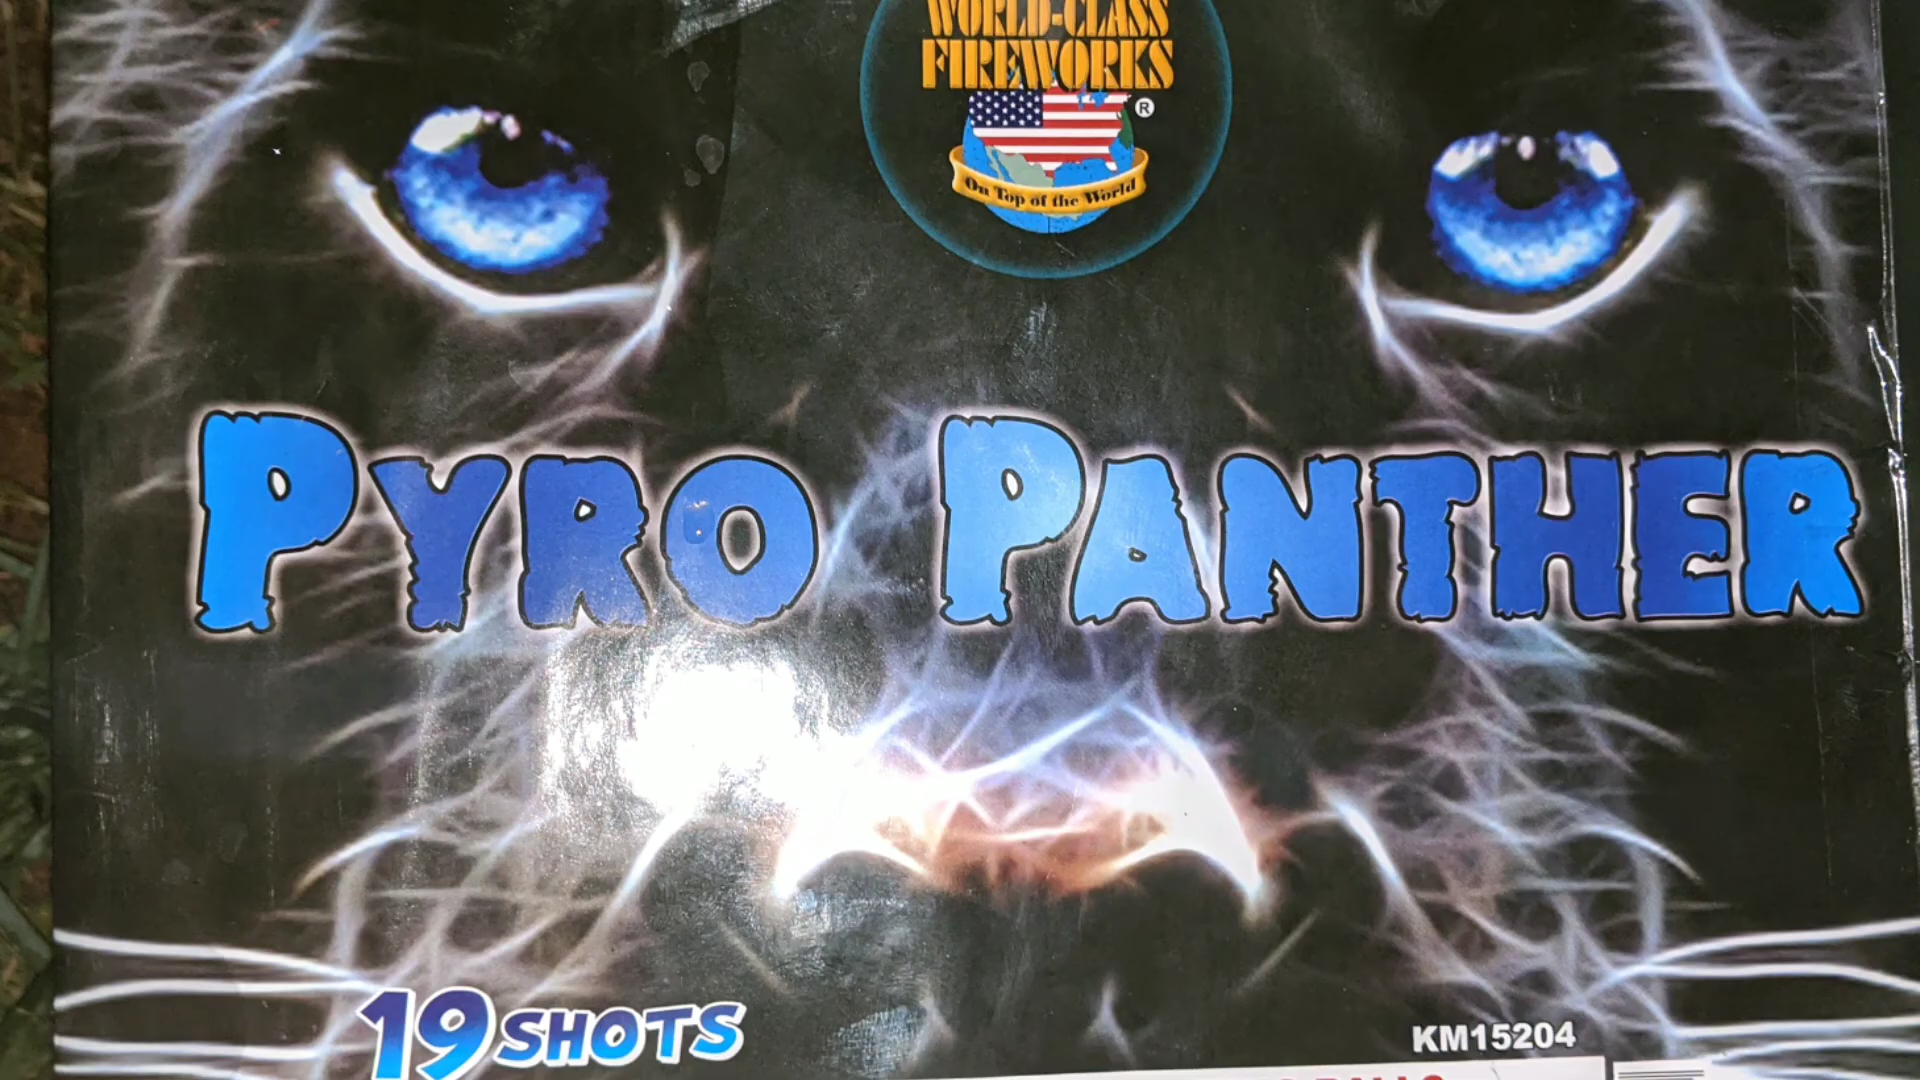 WORLD-CLASS
FIREWORKS
®
On Top of the World
PYRO PANTHER
19 SHOTS
KM15204